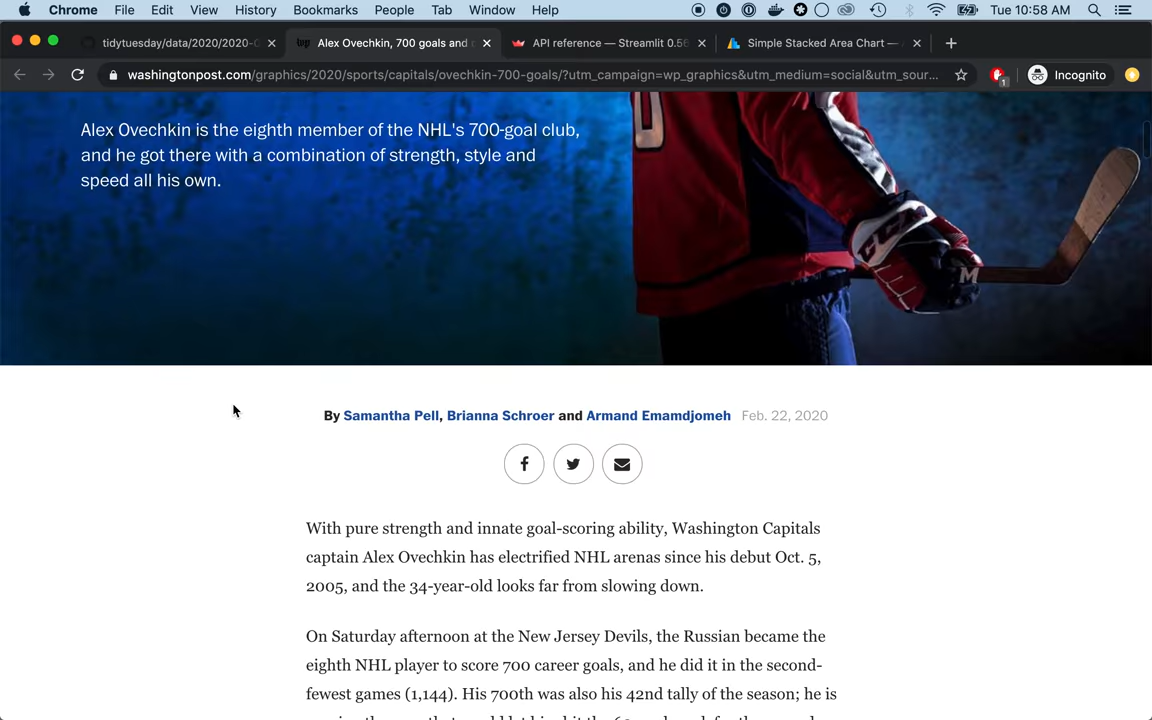 Chrome File Edit View History Bookmarks People Tab Window Help Tue 10:58 AM
tidytuesday/data/2020/2020-0
Alex Ovechkin, 700 goals and
API reference — Streamlit 0.56
Simple Stacked Area Chart —
washingtonpost.com/graphics/2020/sports/capitals/ovechkin-700-goals/?utm_campaign=wp_graphics&utm_medium=social&utm_sour...
1
Incognito
Alex Ovechkin is the eighth member of the NHL's 700-goal club,
and he got there with a combination of strength, style and
speed all his own.
CCM
M
By Samantha Pell, Brianna Schroer and Armand Emamdjomeh Feb. 22, 2020
With pure strength and innate goal-scoring ability, Washington Capitals
captain Alex Ovechkin has electrified NHL arenas since his debut Oct. 5,
2005, and the 34-year-old looks far from slowing down.
On Saturday afternoon at the New Jersey Devils, the Russian became the
eighth NHL player to score 700 career goals, and he did it in the second-
fewest games (1,144). His 700th was also his 42nd tally of the season; he is